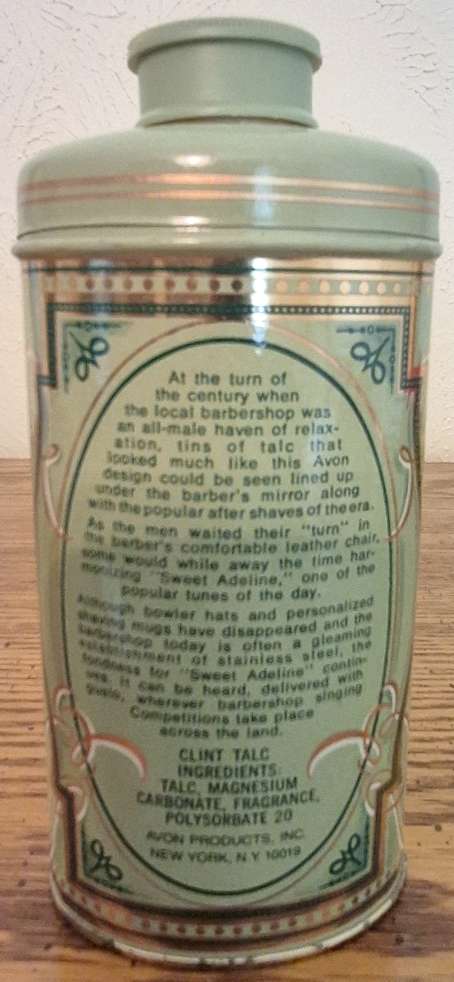 At the turn of
the century when
the local barbershop was
an all-male haven of relax-
ation, tins of talc that
looked much like this Avon
design could be seen lined up
under the barber's mirror along
with the popular after shaves of the era.
As the men waited their "turn" in
the barber's comfortable leather chair,
some would while away the time har-
monizing "Sweet Adeline," one of the
popular tunes of the day.
Although bowler hats and personalized
shaving mugs have disappeared and the
barbershop today is often a gleaming
establishment of stainless steel, the
fondness for "Sweet Adeline" contin-
ues. It can be heard, delivered with
gusto, wherever barbershop singing
Competitions take place
across the land.
CLINT TALC
INGREDIENTS:
TALC, MAGNESIUM
CARBONATE, FRAGRANCE,
POLYSORBATE 20
AVON PRODUCTS, INC.
NEW YORK, N.Y. 10019